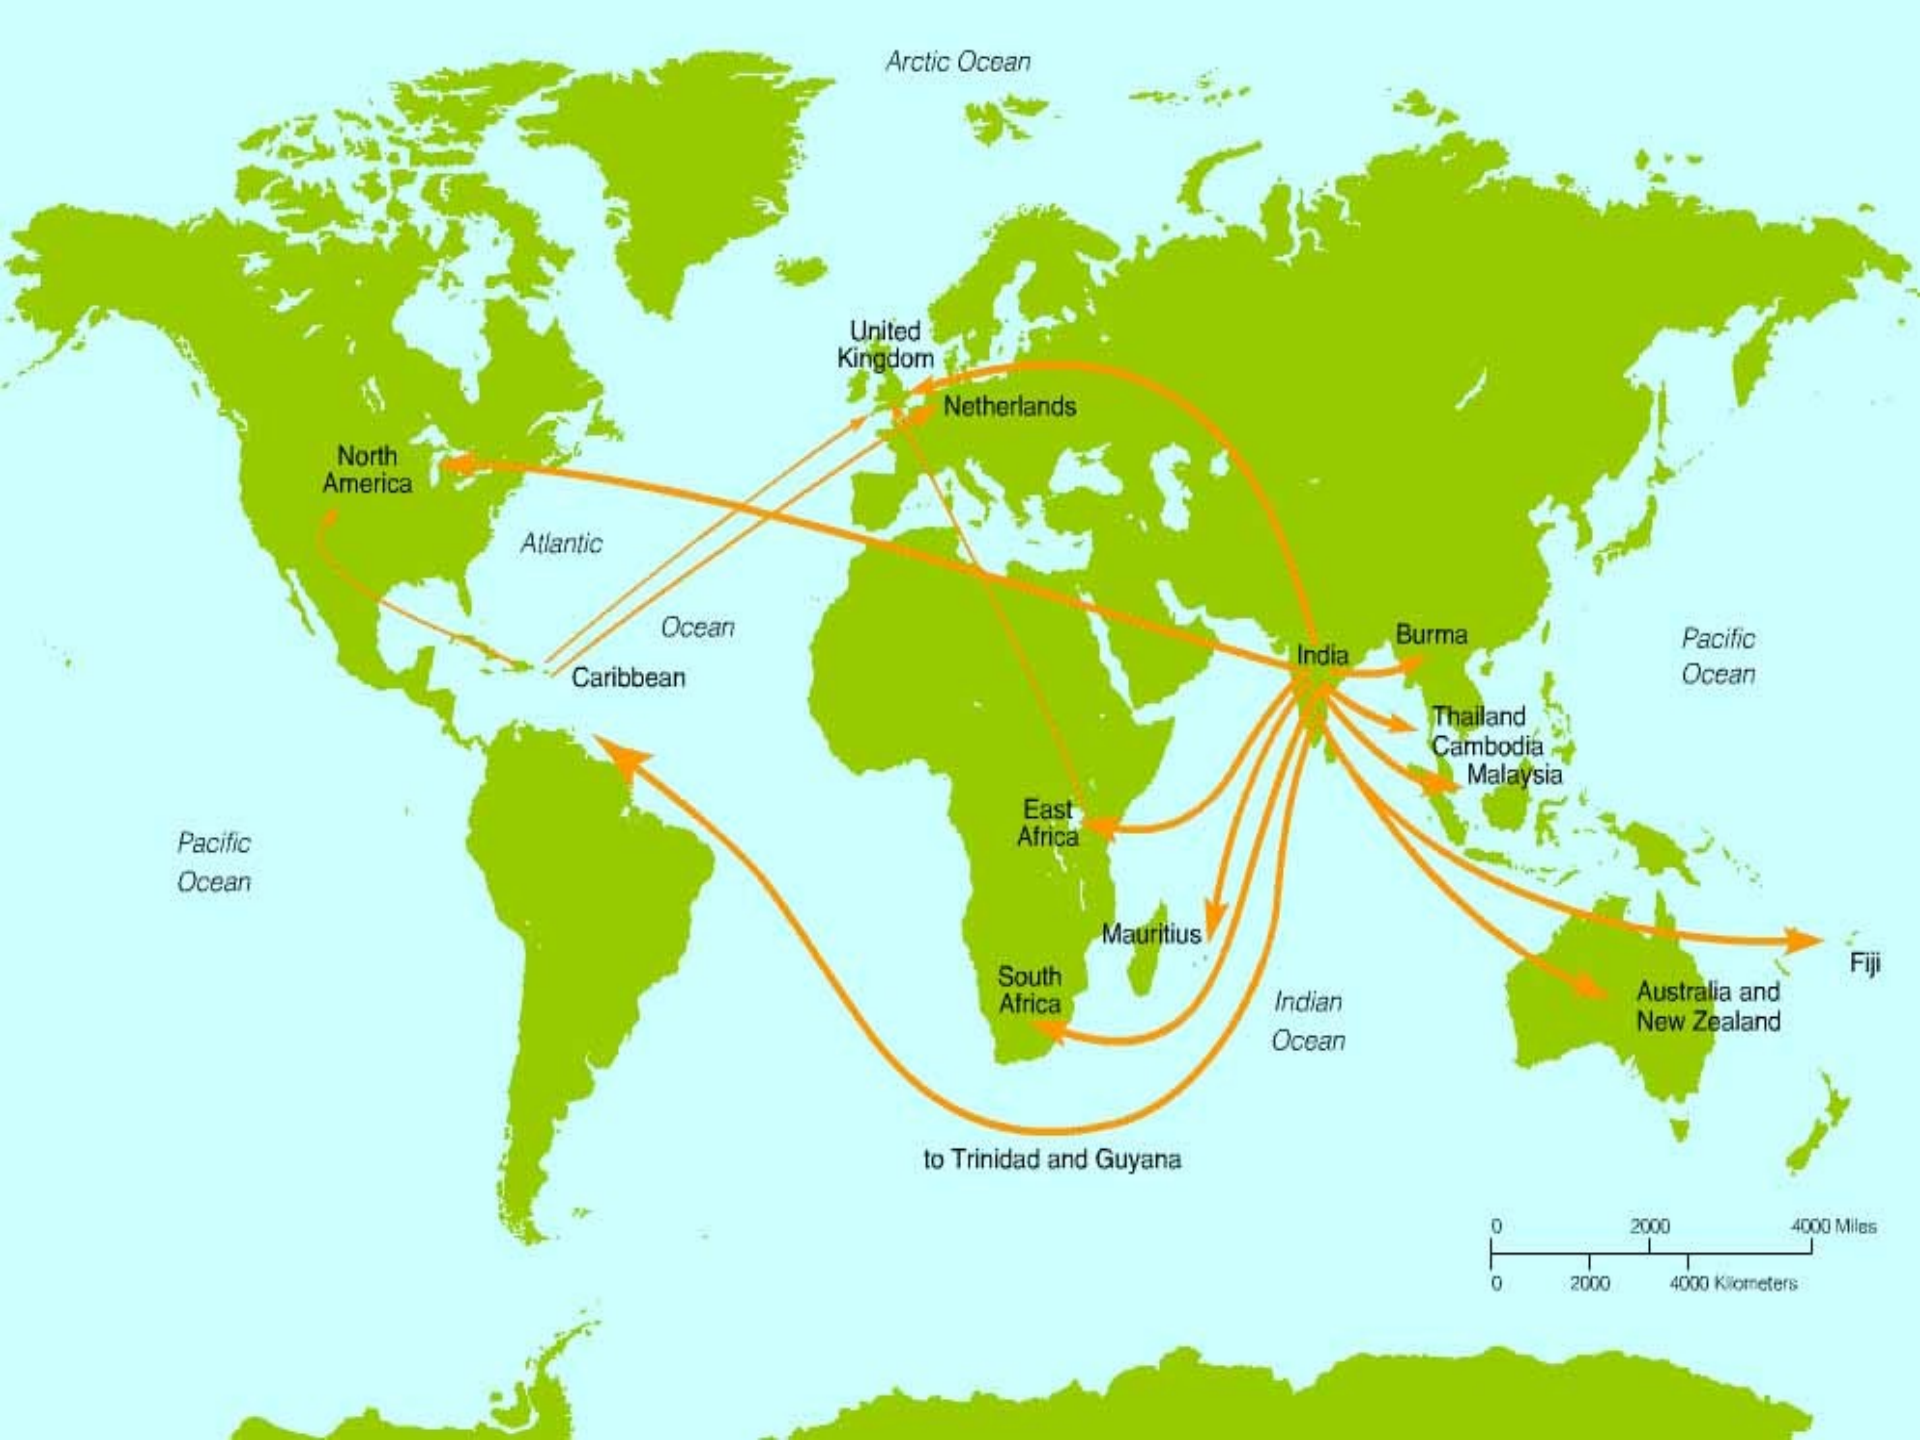 Arctic Ocean
United
Kingdom
Netherlands
North
America
Atlantic
Ocean
Caribbean
India
Burma
Pacific
Ocean
Thailand
Cambodia
Malaysia
East
Africa
Pacific
Ocean
Mauritius
South
Africa
Indian
Ocean
Fiji
Australia and
New Zealand
to Trinidad and Guyana
0 2000 4000 Miles
0 2000 4000 Kilometers